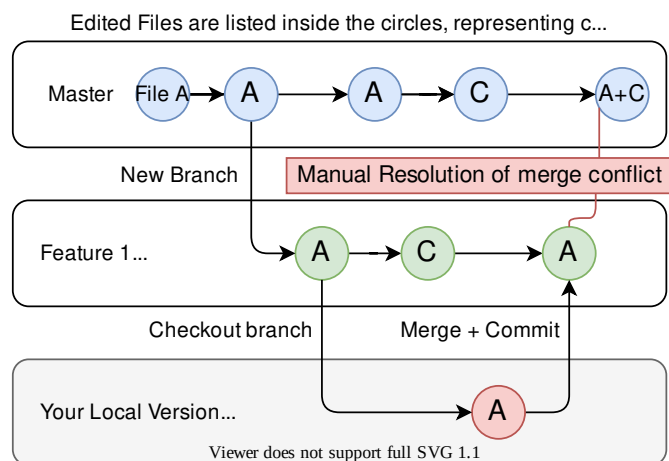 Edited Files are listed inside the circles, representing c...
Master
File A
A
A
C
A+C
New Branch
Manual Resolution of merge conflict
Feature 1...
A
C
A
Checkout branch
Merge + Commit
Your Local Version...
A
Viewer does not support full SVG 1.1